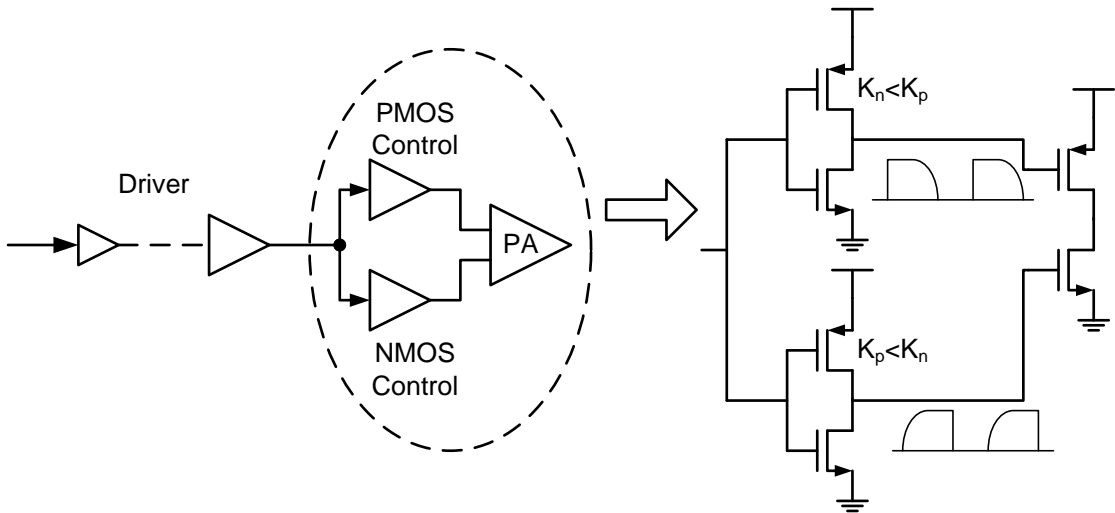 PMOS
Control
Driver
PA
NMOS
Control
Kn<Kp
Kp<Kn